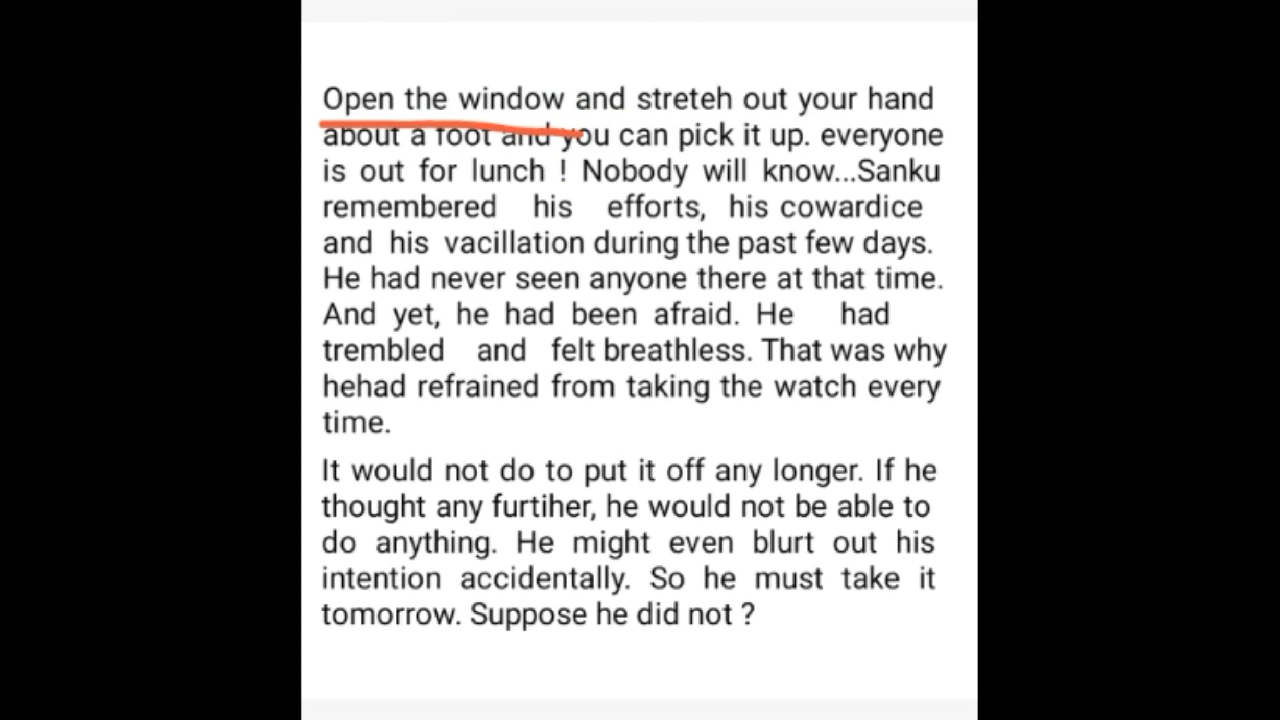 Open the window and streteh out your hand
about a foot and you can pick it up. everyone
is out for lunch ! Nobody will know...Sanku
remembered his efforts, his cowardice
and his vacillation during the past few days.
He had never seen anyone there at that time.
And yet, he had been afraid. He had
trembled and felt breathless. That was why
hehad refrained from taking the watch every
time.
It would not do to put it off any longer. If he
thought any furtiher, he would not be able to
do anything. He might even blurt out his
intention accidentally. So he must take it
tomorrow. Suppose he did not ?